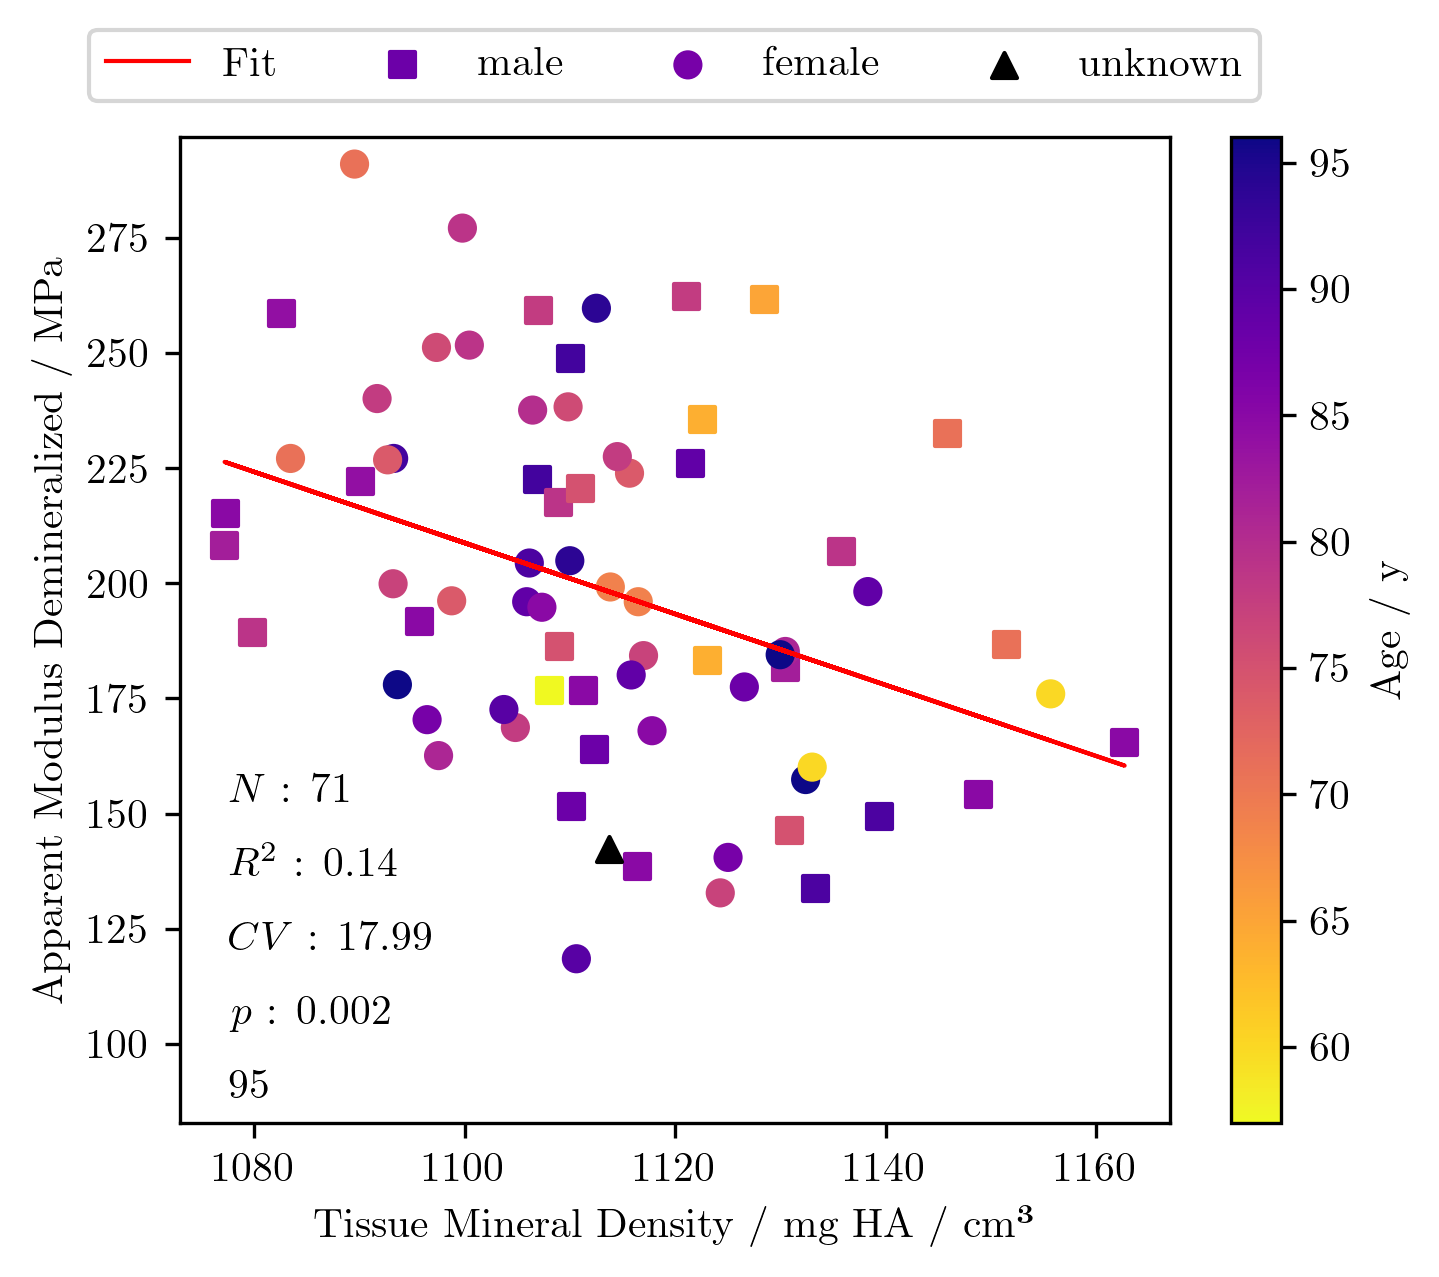 Fit male female unknown
275
250
225
200
175
150
125
100
Apparent Modulus Demineralized / MPa
N : 71
R² : 0.14
CV : 17.99
p : 0.002
95
1080 1100 1120 1140 1160
Tissue Mineral Density / mg HA / cm³
95
90
85
80
75
70
65
60
Age / y